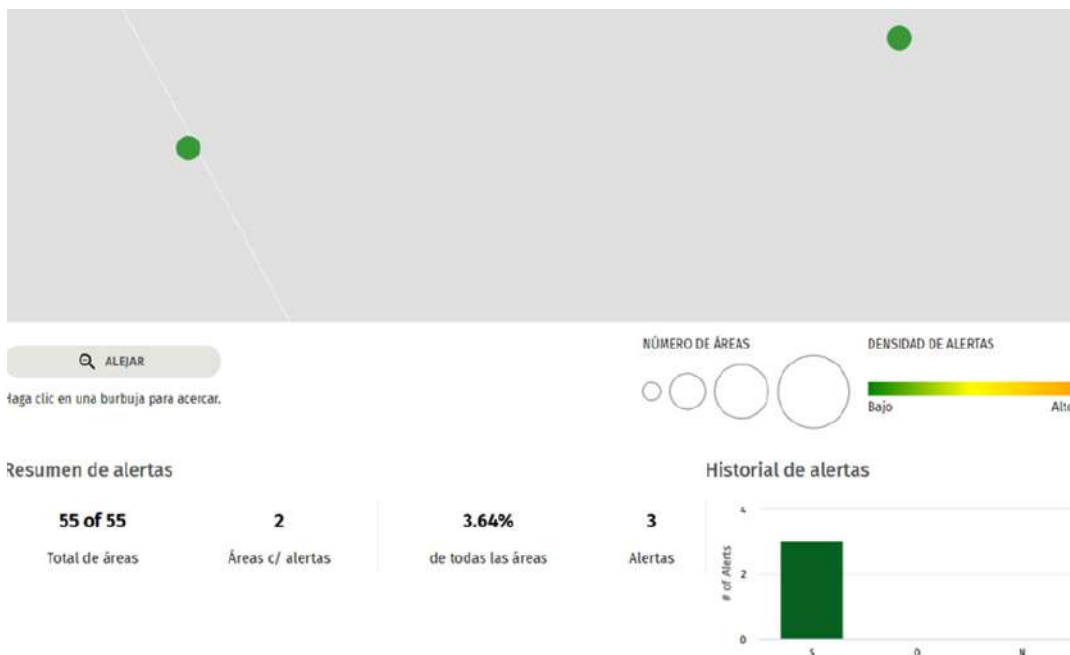 ALEJAR
Haga clic en una burbuja para acercar.
NÚMERO DE ÁREAS
DENSIDAD DE ALERTAS
Bajo
Alto
Resumen de alertas
55 of 55
Total de áreas
2
Áreas c/ alertas
3.64%
de todas las áreas
3
Alertas
Historial de alertas
# of Alerts
4
2
0
S O N